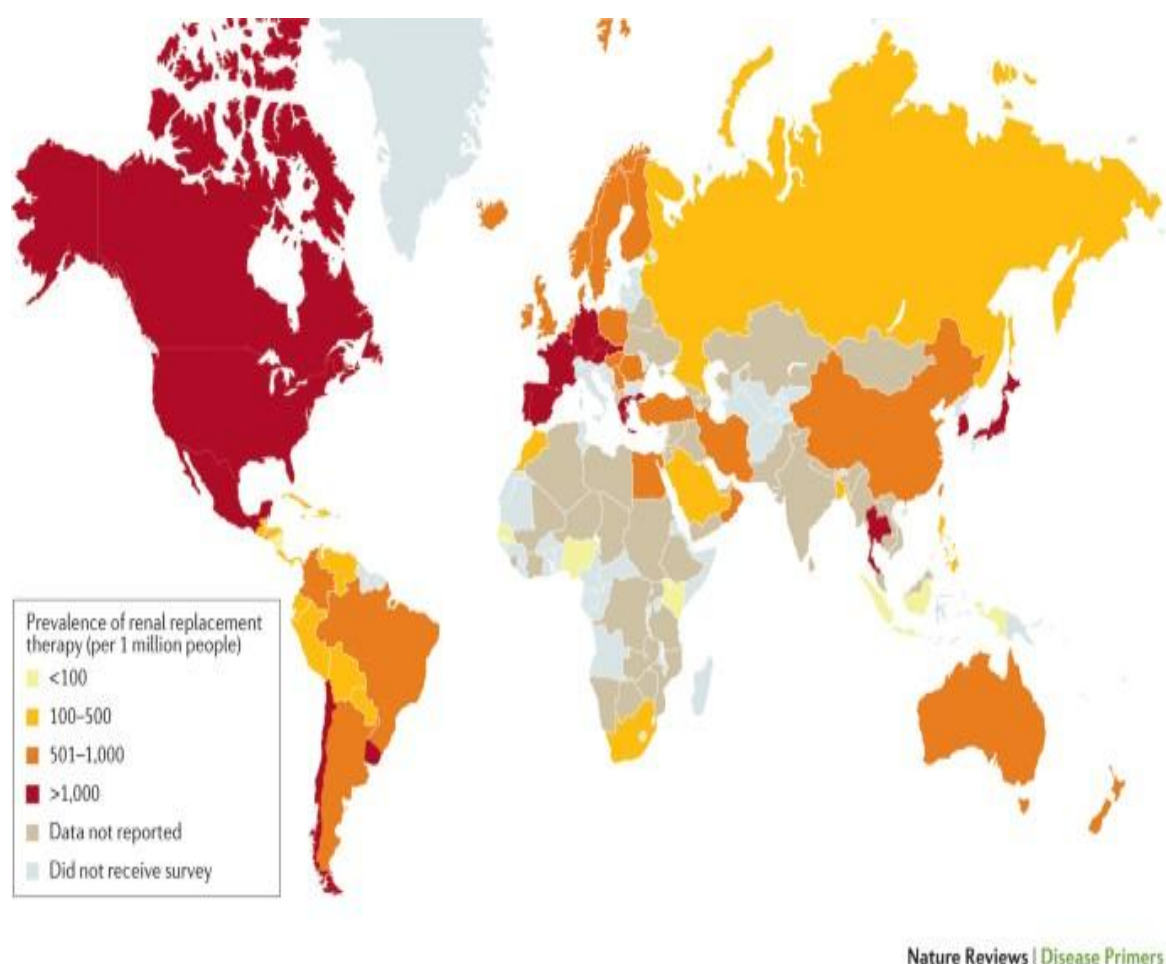 Prevalence of renal replacement
therapy (per 1 million people)
<100
100–500
501–1,000
>1,000
Data not reported
Did not receive survey
Nature Reviews | Disease Primers